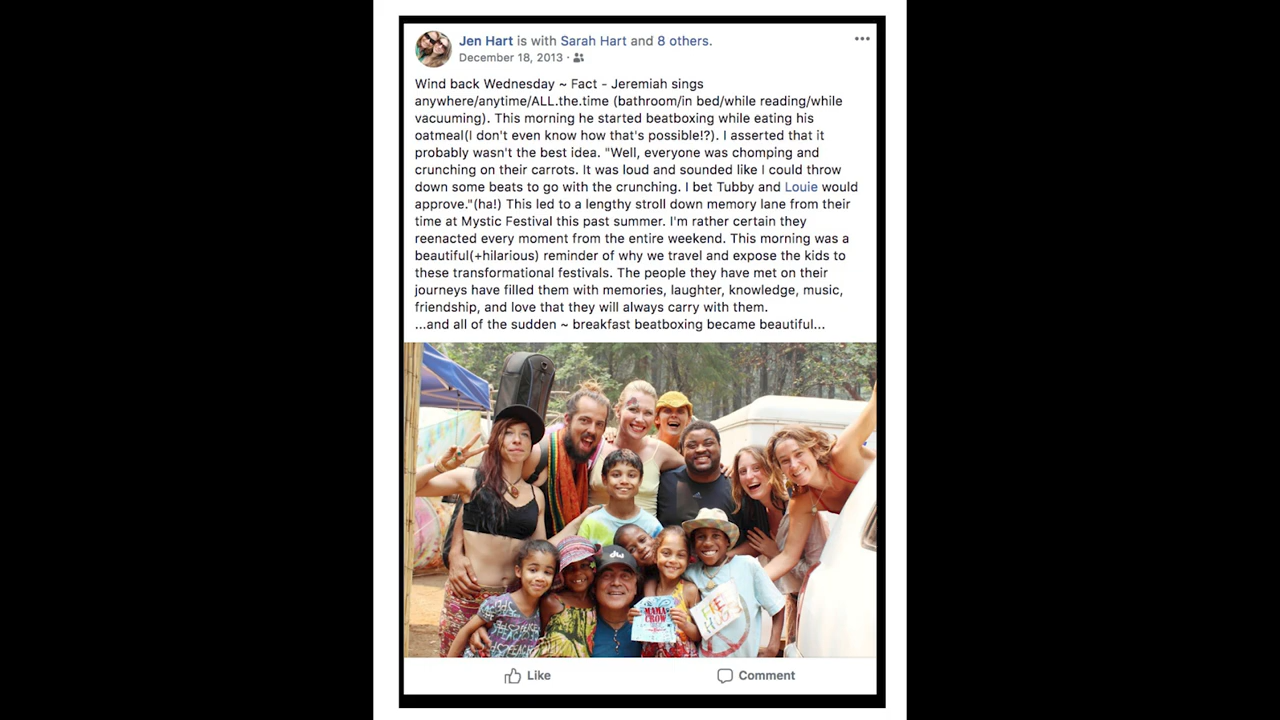 Jen Hart is with Sarah Hart and 8 others.
December 18, 2013 ·
Wind back Wednesday ~ Fact - Jeremiah sings
anywhere/anytime/ALL.the.time (bathroom/in bed/while reading/while
vacuuming). This morning he started beatboxing while eating his
oatmeal(I don't even know how that's possible!?). I asserted that it
probably wasn't the best idea. "Well, everyone was chomping and
crunching on their carrots. It was loud and sounded like I could throw
down some beats to go with the crunching. I bet Tubby and Louie would
approve."(ha!) This led to a lengthy stroll down memory lane from their
time at Mystic Festival this past summer. I'm rather certain they
reenacted every moment from the entire weekend. This morning was a
beautiful(+hilarious) reminder of why we travel and expose the kids to
these transformational festivals. The people they have met on their
journeys have filled them with memories, laughter, knowledge, music,
friendship, and love that they will always carry with them.
...and all of the sudden ~ breakfast beatboxing became beautiful...
MAMA
CROW
FREE
HUGS
Like
Comment